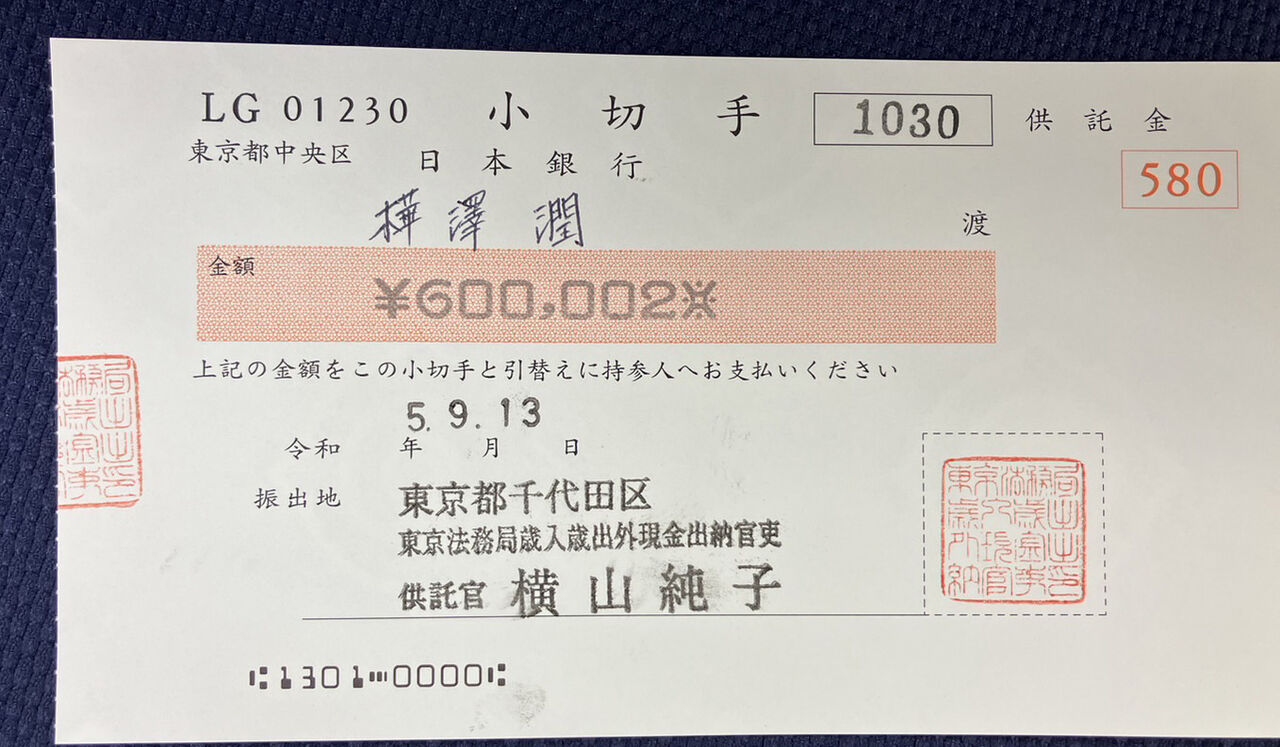 LG 01230 小切手 1030 供託金
東京都中央区 日本銀行 580
樺澤 潤 渡
金額 ¥600,002※
上記の金額をこの小切手と引替えに持参人へお支払いください
5. 9. 13
令和 年 月 日
振出地 東京都千代田区
東京法務局歳入歳出外現金出納官吏
供託官 横山純子
⑆1301⑉0000⑆